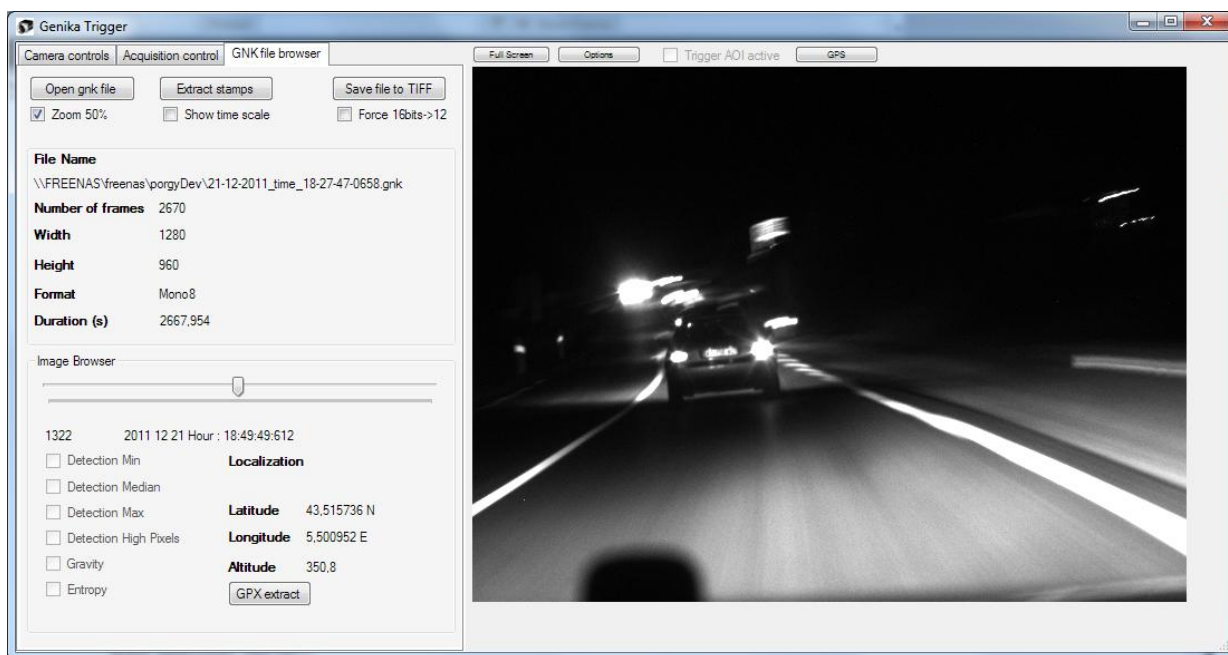 Genika Trigger
Camera controls Acquisition control GNK file browser
Full Screen Options Trigger AOI active GPS
Open gnk file Extract stamps Save file to TIFF
Zoom 50% Show time scale Force 16bits->12
File Name
\\FREENAS\freenas\porgyDev\21-12-2011_time_18-27-47-0658.gnk
Number of frames 2670
Width 1280
Height 960
Format Mono8
Duration (s) 2667,954
Image Browser
1322 2011 12 21 Hour : 18:49:49:612
Detection Min Localization
Detection Median
Detection Max Latitude 43,515736 N
Detection High Pixels Longitude 5,500952 E
Gravity Altitude 350,8
Entropy GPX extract